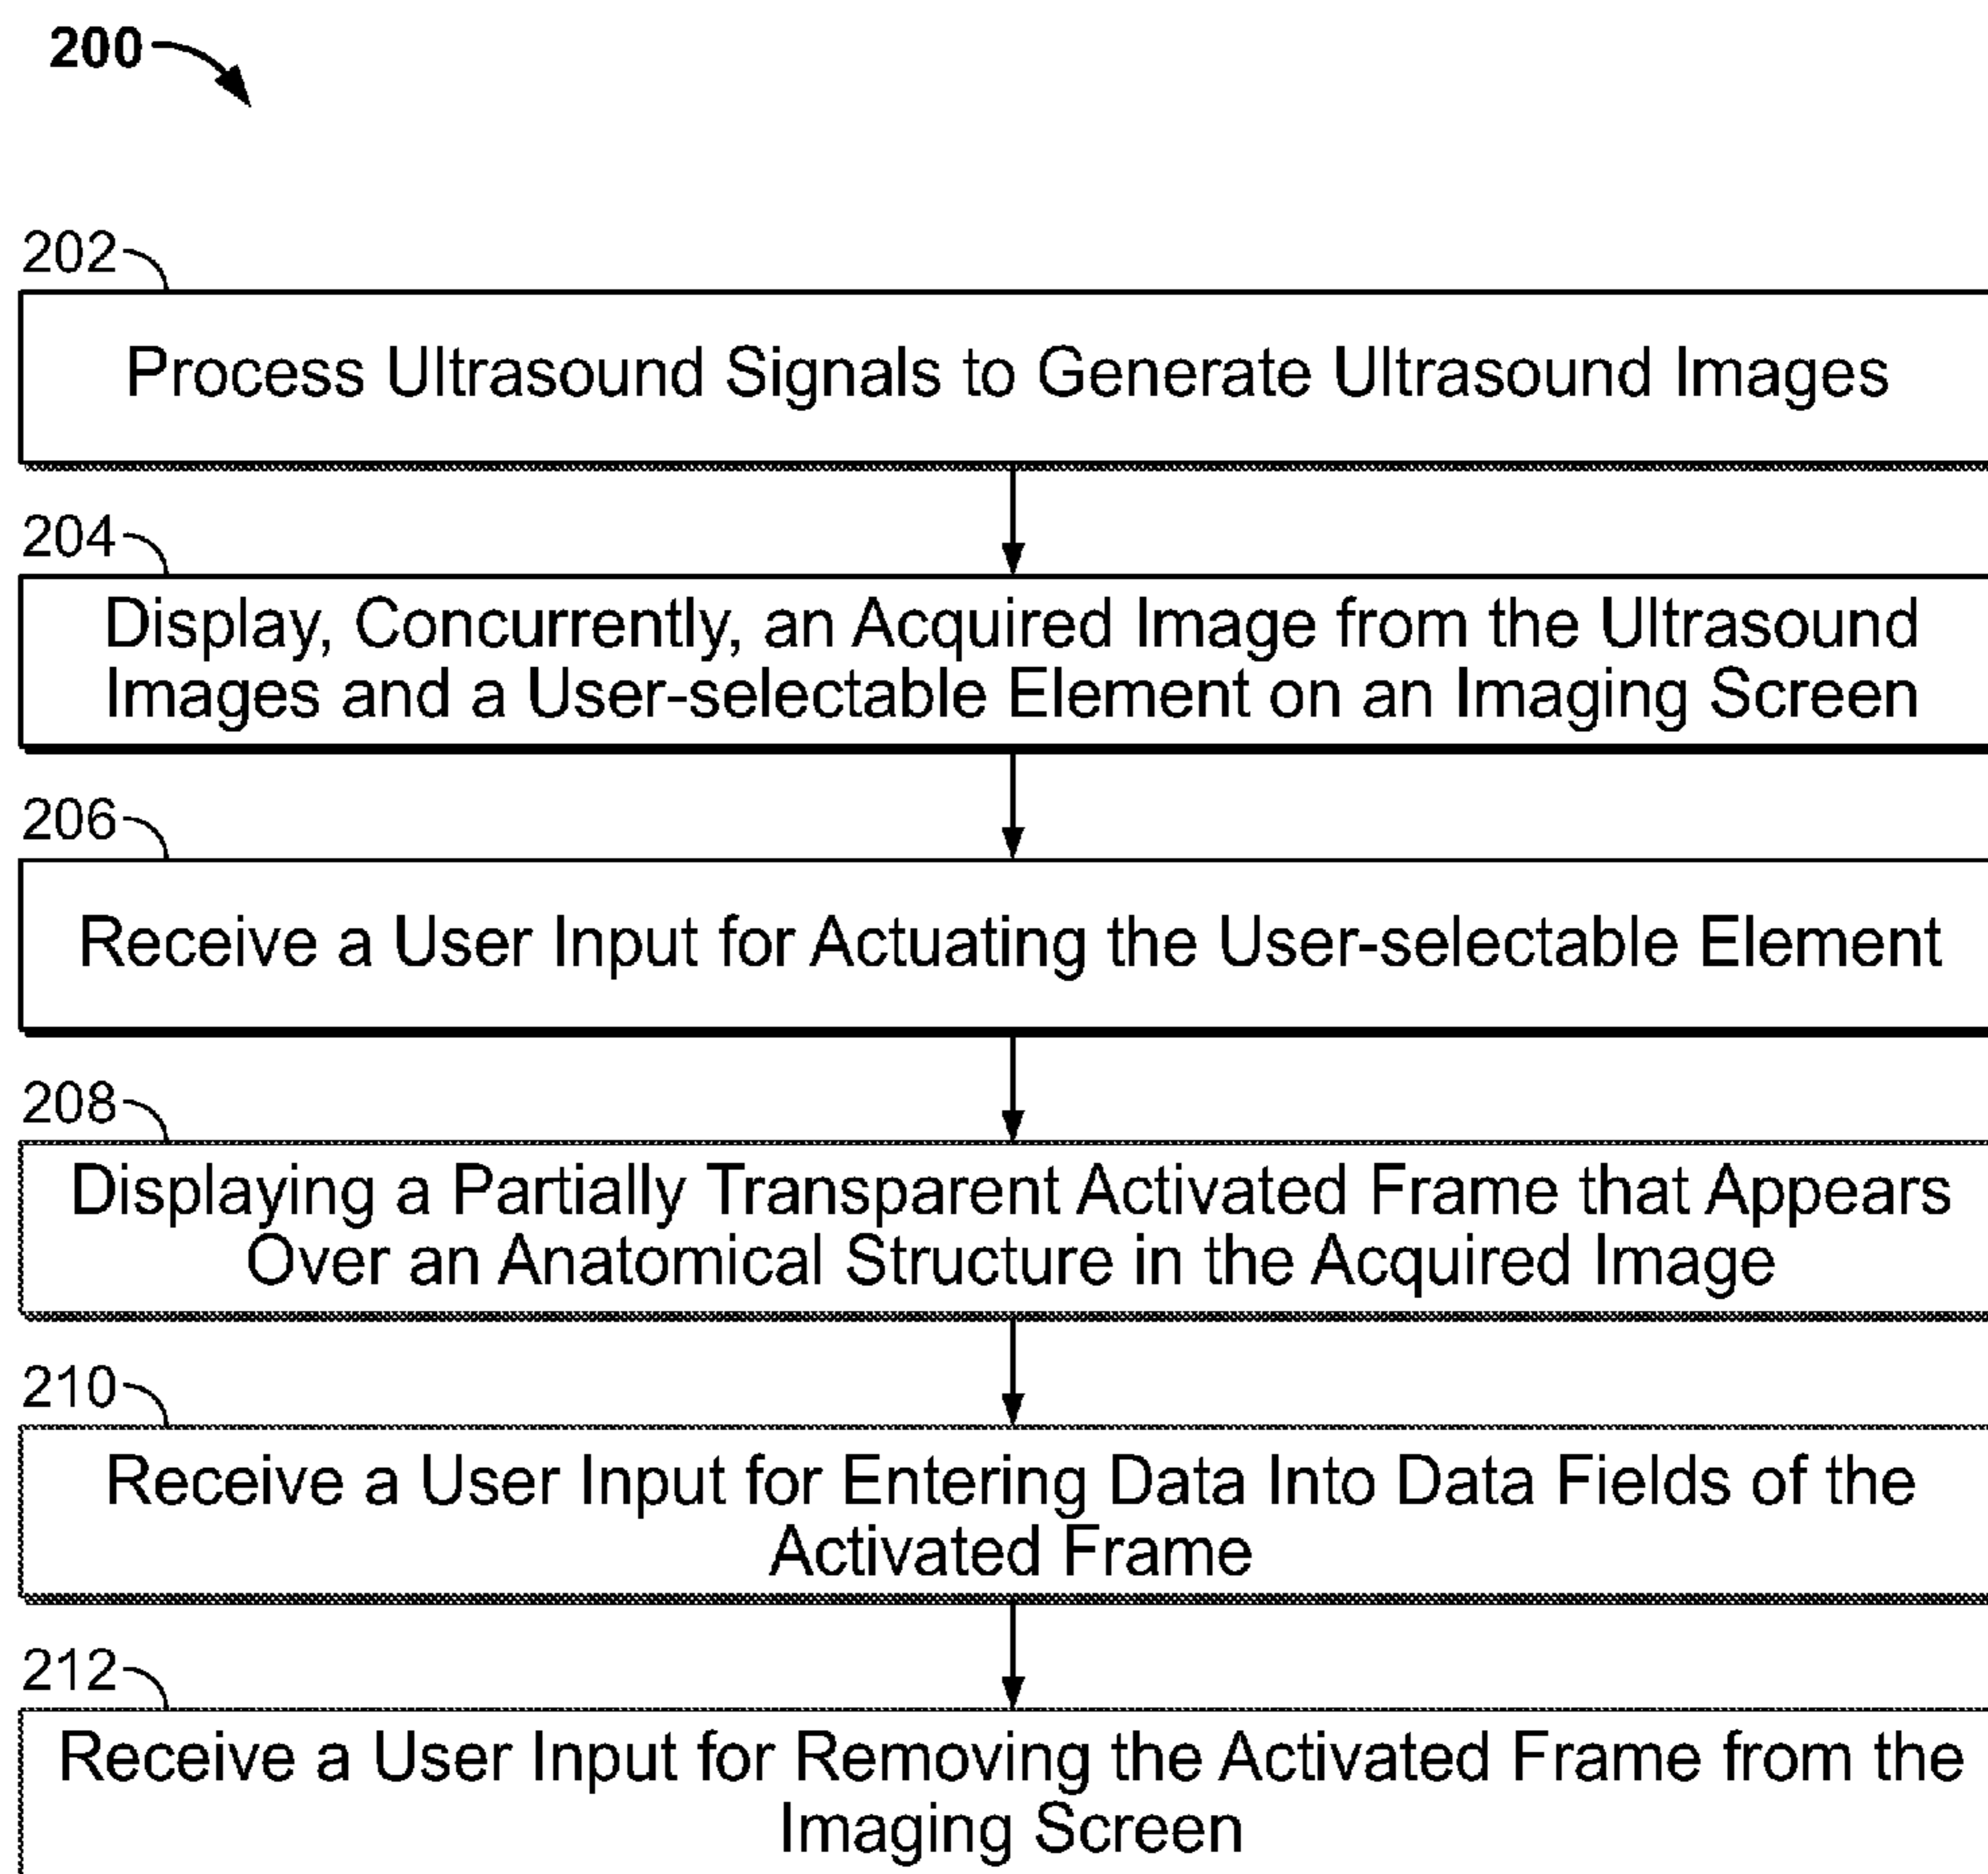 200
202
Process Ultrasound Signals to Generate Ultrasound Images
204
Display, Concurrently, an Acquired Image from the Ultrasound
Images and a User-selectable Element on an Imaging Screen
206
Receive a User Input for Actuating the User-selectable Element
208
Displaying a Partially Transparent Activated Frame that Appears
Over an Anatomical Structure in the Acquired Image
210
Receive a User Input for Entering Data Into Data Fields of the
Activated Frame
212
Receive a User Input for Removing the Activated Frame from the
Imaging Screen